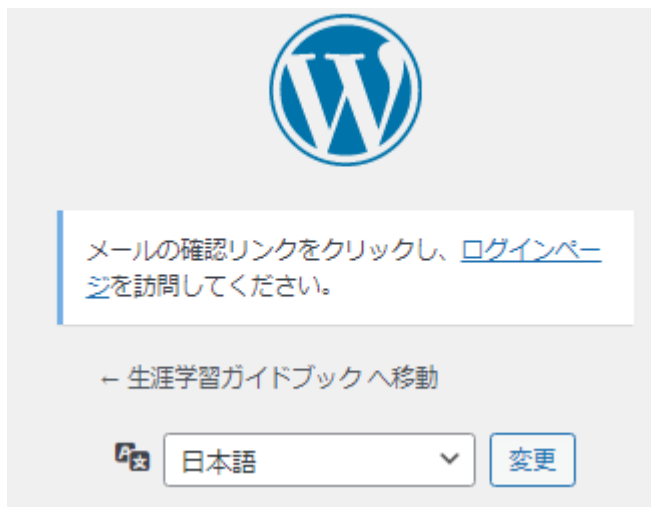 メールの確認リンクをクリックし、ログインペー
ジを訪問してください。
← 生涯学習ガイドブック へ移動
日本語
変更